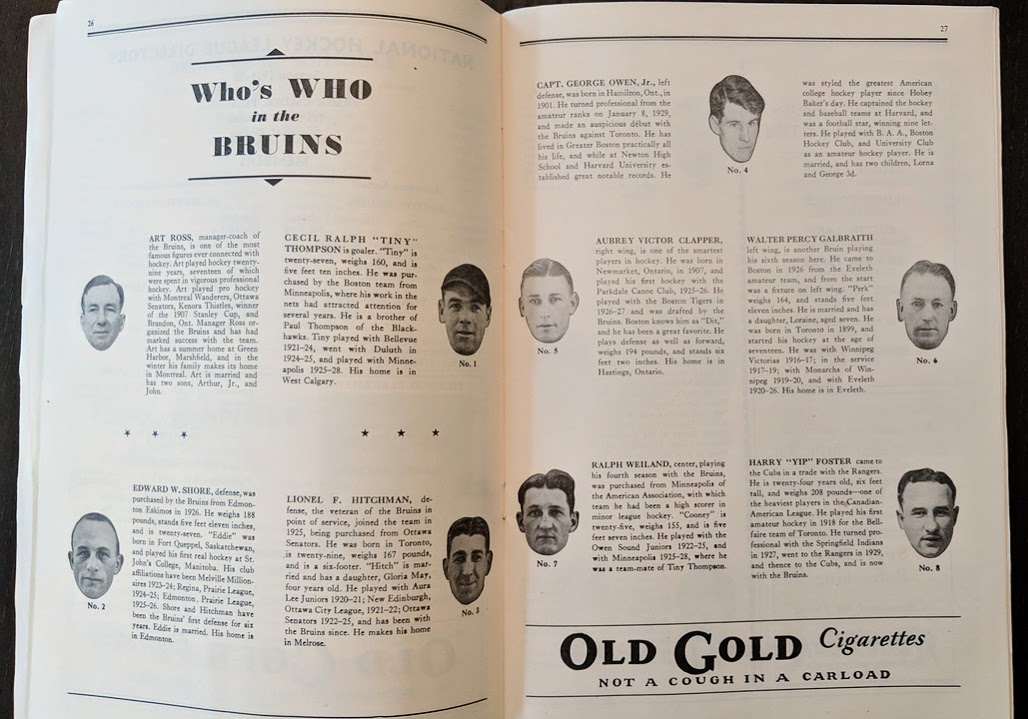 26
Who's WHO
in the
BRUINS
ART ROSS, manager-coach of
the Bruins, is one of the most
famous figures ever connected with
hockey. Art played hockey twenty-
nine years, seventeen of which
were spent in vigorous professional
hockey. Art played pro hockey
with Montreal Wanderers, Ottawa
Senators, Kenora Thistles, winner
of the 1907 Stanley Cup, and
Brandon, Ont. Manager Ross or-
ganized the Bruins and has had
marked success with the team.
Art has a summer home at Green
Harbor, Marshfield, and in the
winter his family makes his home
in Montreal. Art is married and
has two sons, Arthur, Jr., and
John.
CECIL RALPH "TINY"
THOMPSON is goaler. "Tiny" is
twenty-seven, weighs 160, and is
five feet ten inches. He was pur-
chased by the Boston team from
Minneapolis, where his work in the
nets had attracted attention for
several years. He is a brother of
Paul Thompson of the Black-
hawks. Tiny played with Bellevue
1921-24, went with Duluth in
1924-25, and played with Minne-
apolis 1925-28. His home is in
West Calgary.
No. 1
★ ★ ★ ★ ★ ★
EDWARD W. SHORE, defense, was
purchased by the Bruins from Edmon-
ton Eskimos in 1926. He weighs 188
pounds, stands five feet eleven inches,
and is twenty-seven. "Eddie" was
born in Fort Queppel, Saskatchewan,
and played his first real hockey at St.
John's College, Manitoba. His club
affiliations have been Melville Million-
aires 1923-24; Regina, Prairie League,
1924-25; Edmonton, Prairie League,
1925-26. Shore and Hitchman have
been the Bruins' first defense for six
years. Eddie is married. His home is
in Edmonton.
No. 2
LIONEL F. HITCHMAN, de-
fense, the veteran of the Bruins in
point of service, joined the team in
1925, being purchased from Ottawa
Senators. He was born in Toronto,
is twenty-nine, weighs 167 pounds,
and is a six-footer. "Hitch" is mar-
ried and has a daughter, Gloria May,
four years old. He played with Aura
Lee Juniors 1920-21; New Edinburgh,
Ottawa City League, 1921-22; Ottawa
Senators 1922-25, and has been with
the Bruins since. He makes his home
in Melrose.
No. 3
27
CAPT. GEORGE OWEN, Jr., left
defense, was born in Hamilton, Ont., in
1901. He turned professional from the
amateur ranks on January 8, 1929,
and made an auspicious début with
the Bruins against Toronto. He has
lived in Greater Boston practically all
his life, and while at Newton High
School and Harvard University es-
tablished great notable records. He
No. 4
was styled the greatest American
college hockey player since Hobey
Baker's day. He captained the hockey
and baseball teams at Harvard, and
was a football star, winning nine let-
ters. He played with B. A. A., Boston
Hockey Club, and University Club
as an amateur hockey player. He is
married, and has two children, Lorna
and George 3d.
No. 5
AUBREY VICTOR CLAPPER,
right wing, is one of the smartest
players in hockey. He was born in
Newmarket, Ontario, in 1907, and
played his first hockey with the
Parkdale Canoe Club, 1925-26. He
played with the Boston Tigers in
1926-27 and was drafted by the
Bruins. Boston knows him as "Dit,"
and he has been a great favorite. He
plays defense as well as forward,
weighs 194 pounds, and stands six
feet two inches. His home is in
Hastings, Ontario.
WALTER PERCY GALBRAITH
left wing, is another Bruin playing
his sixth season here. He came to
Boston in 1926 from the Eveleth
amateur team, and from the start
was a fixture on left wing. "Perk"
weighs 164, and stands five feet
eleven inches. He is married and has
a daughter, Loraine, aged seven. He
was born in Toronto in 1899, and
started his hockey at the age of
seventeen. He was with Winnipeg
Victorias 1916-17; in the service
1917-19; with Monarchs of Win-
nipeg 1919-20, and with Eveleth
1920-26. His home is in Eveleth.
No. 6
No. 7
RALPH WEILAND, center, playing
his fourth season with the Bruins,
was purchased from Minneapolis of
the American Association, with which
team he had been a high scorer in
minor league hockey. "Cooney" is
twenty-five, weighs 155, and is five
feet seven inches. He played with the
Owen Sound Juniors 1922-25, and
with Minneapolis 1925-28, where he
was a team-mate of Tiny Thompson.
HARRY "YIP" FOSTER came to
the Cubs in a trade with the Rangers.
He is twenty-four years old, six feet
tall, and weighs 208 pounds—one of
the heaviest players in the Canadian-
American League. He played his first
amateur hockey in 1918 for the Bell-
faire team of Toronto. He turned pro-
fessional with the Springfield Indians
in 1927, went to the Rangers in 1929,
and thence to the Cubs, and is now
with the Bruins.
No. 8
OLD GOLD Cigarettes
NOT A COUGH IN A CARLOAD